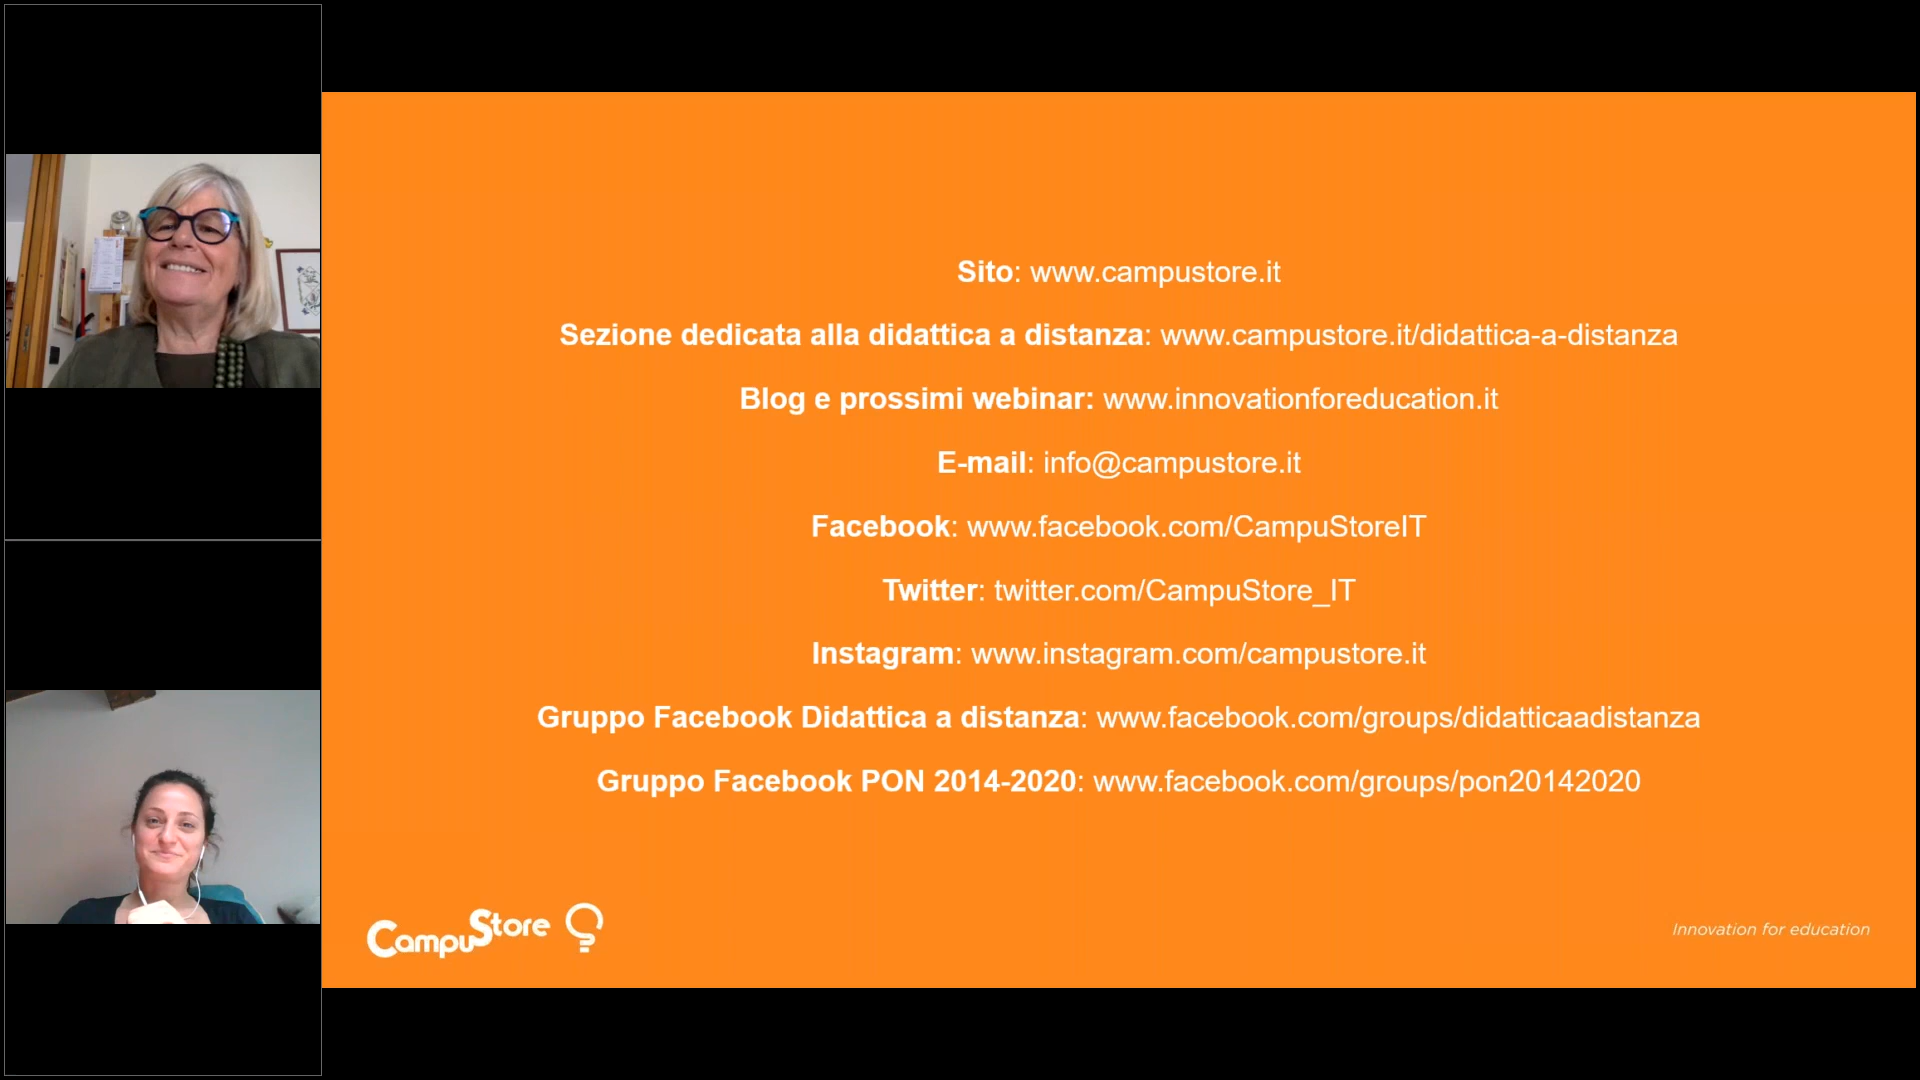 Sito: www.campustore.it
Sezione dedicata alla didattica a distanza: www.campustore.it/didattica-a-distanza
Blog e prossimi webinar: www.innovationforeducation.it
E-mail: info@campustore.it
Facebook: www.facebook.com/CampuStoreIT
Twitter: twitter.com/CampuStore_IT
Instagram: www.instagram.com/campustore.it
Gruppo Facebook Didattica a distanza: www.facebook.com/groups/didatticaadistanza
Gruppo Facebook PON 2014-2020: www.facebook.com/groups/pon20142020
CampuStore
Innovation for education